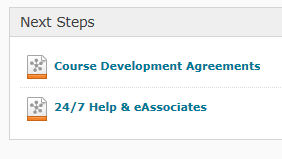 Next Steps
Course Development Agreements
24/7 Help & eAssociates